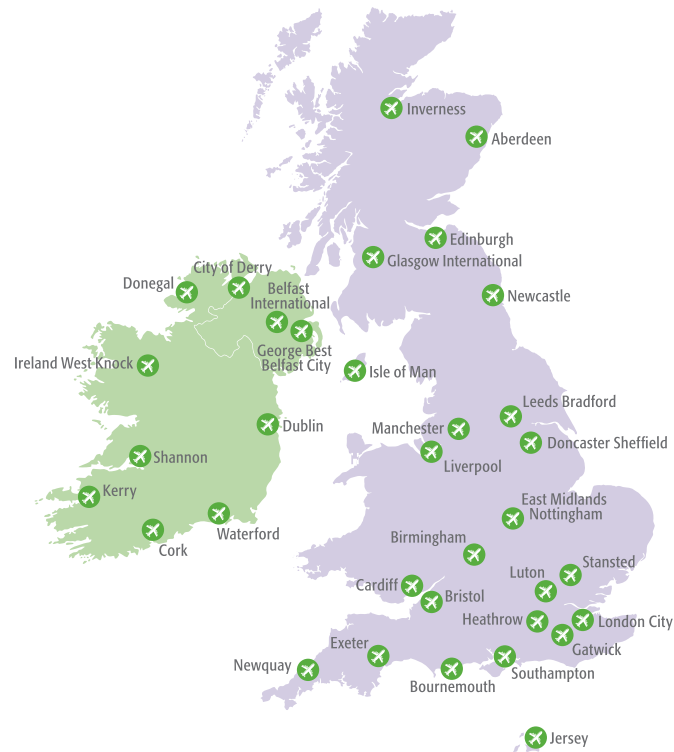 Inverness
Aberdeen
Edinburgh
Glasgow International
City of Derry
Donegal
Belfast
International
Newcastle
George Best
Belfast City
Ireland West Knock
Isle of Man
Leeds Bradford
Dublin
Manchester
Doncaster Sheffield
Shannon
Liverpool
Kerry
East Midlands
Nottingham
Waterford
Cork
Birmingham
Stansted
Luton
Cardiff
Bristol
Heathrow
London City
Exeter
Gatwick
Newquay
Southampton
Bournemouth
Jersey